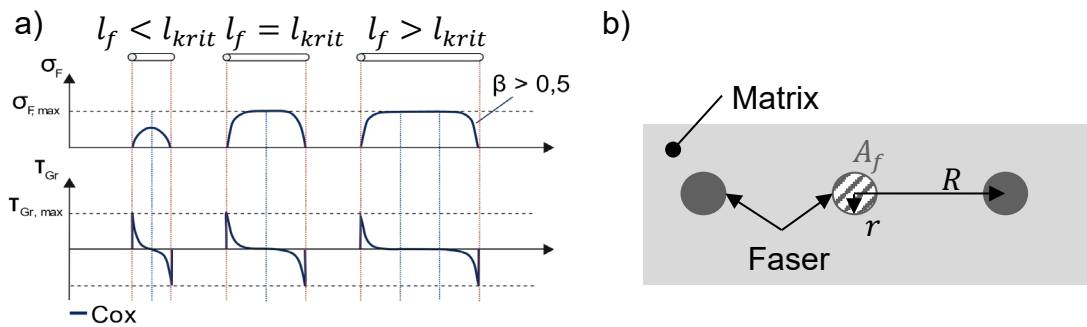 a)
l_f < l_krit l_f = l_krit l_f > l_krit
σ_F
σ_F, max
β > 0,5
τ_Gr
τ_Gr, max
Cox
b)
Matrix
A_f
R
r
Faser